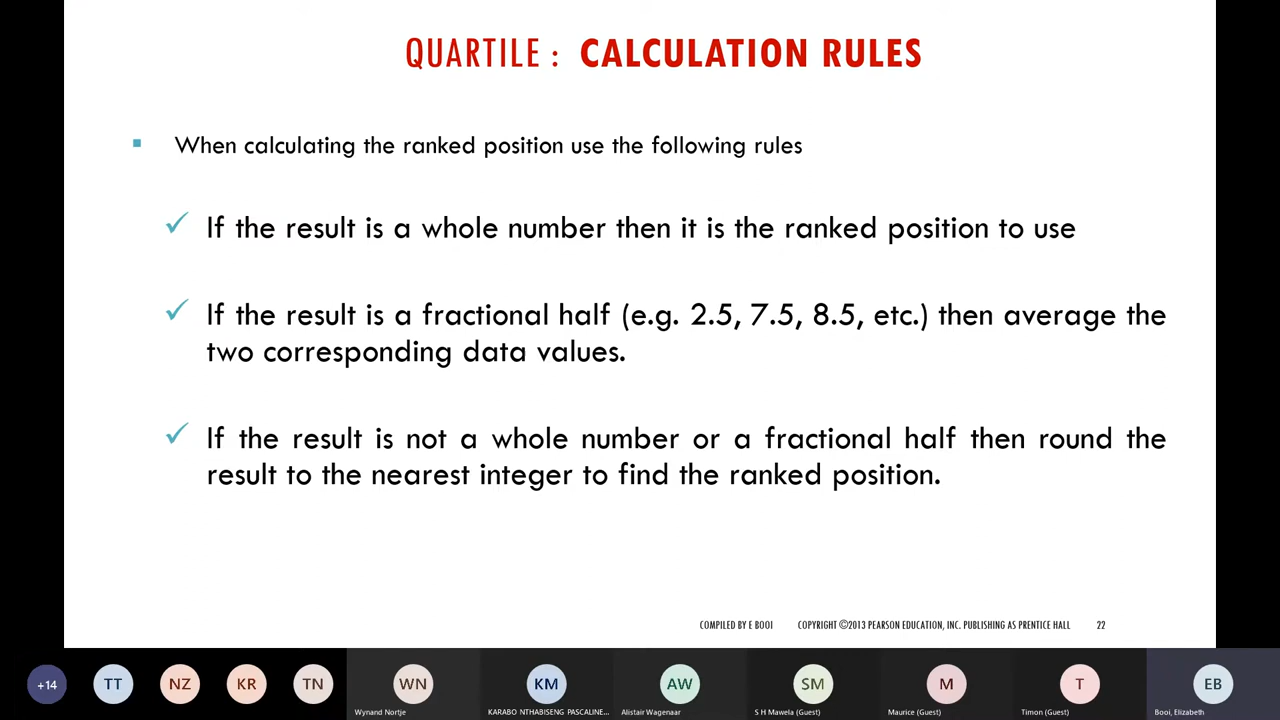 QUARTILE : CALCULATION RULES
When calculating the ranked position use the following rules
If the result is a whole number then it is the ranked position to use
If the result is a fractional half (e.g. 2.5, 7.5, 8.5, etc.) then average the
two corresponding data values.
If the result is not a whole number or a fractional half then round the
result to the nearest integer to find the ranked position.
COMPILED BY E BOOI COPYRIGHT ©2013 PEARSON EDUCATION, INC. PUBLISHING AS PRENTICE HALL 22
+14 TT NZ KR TN WN KM AW SM M T EB
Wynand Nortje KARABO NTHABISENG PASCALINE... Alistair Wagenaar S H Mawela (Guest) Maurice (Guest) Timon (Guest) Booi, Elizabeth